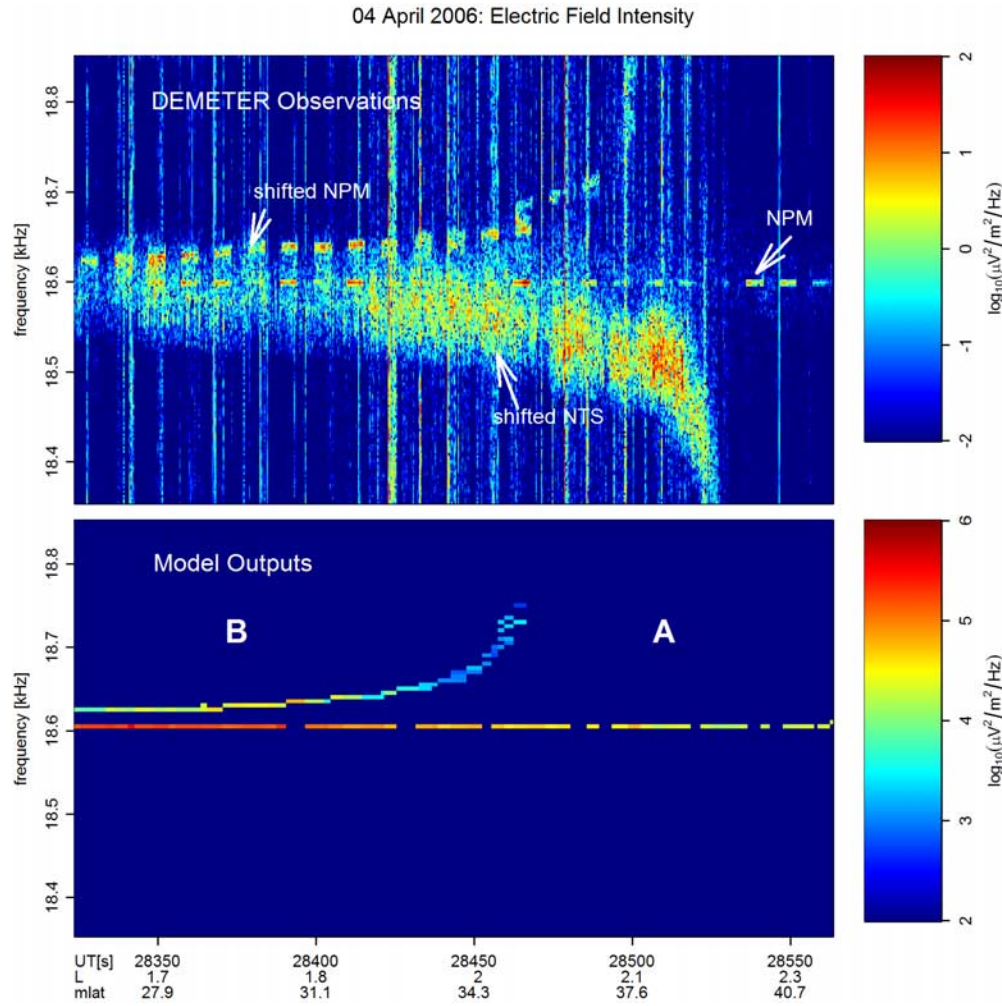 04 April 2006: Electric Field Intensity
DEMETER Observations
shifted NPM
NPM
shifted NTS
frequency [kHz]
18.8
18.7
18.6
18.5
18.4
2
1
0
-1
-2
log10(μV2/m2/Hz)
Model Outputs
B
A
frequency [kHz]
18.8
18.7
18.6
18.5
18.4
6
5
4
3
2
log10(μV2/m2/Hz)
UT[s] 28350 28400 28450 28500 28550
L 1.7 1.8 2 2.1 2.3
mlat 27.9 31.1 34.3 37.6 40.7